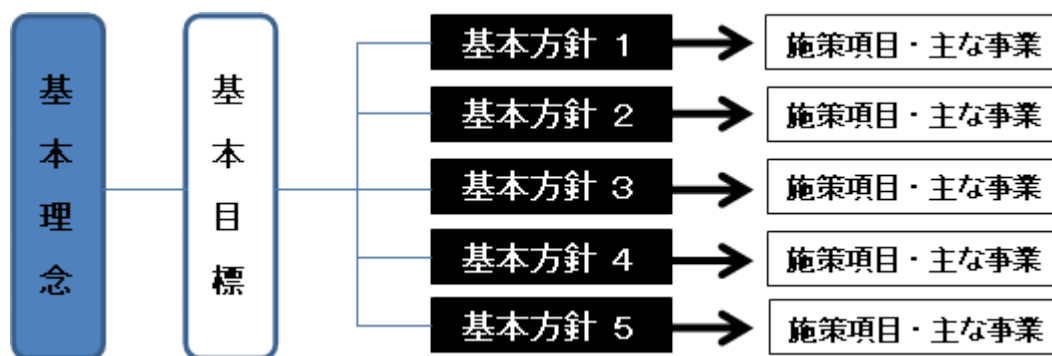 基本理念
基本目標
基本方針 1
施策項目・主な事業
基本方針 2
施策項目・主な事業
基本方針 3
施策項目・主な事業
基本方針 4
施策項目・主な事業
基本方針 5
施策項目・主な事業